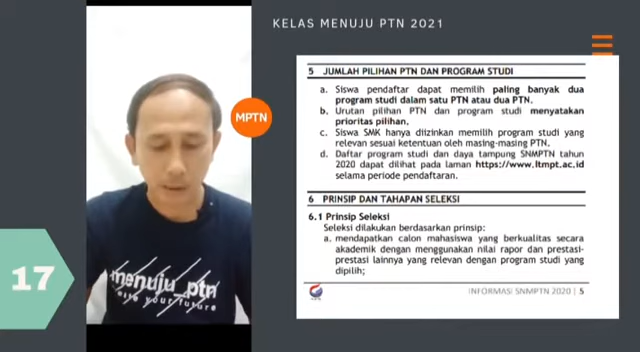 KELAS MENUJU PTN 2021
MPTN
17
menuju_ptn
your future
5 JUMLAH PILIHAN PTN DAN PROGRAM STUDI
a. Siswa pendaftar dapat memilih paling banyak dua
program studi dalam satu PTN atau dua PTN.
b. Urutan pilihan PTN dan program studi menyatakan
prioritas pilihan.
c. Siswa SMK hanya diizinkan memilih program studi yang
relevan sesuai ketentuan oleh masing-masing PTN.
d. Daftar program studi dan daya tampung SNMPTN tahun
2020 dapat dilihat pada laman https://www.ltmpt.ac.id
selama periode pendaftaran.
6 PRINSIP DAN TAHAPAN SELEKSI
6.1 Prinsip Seleksi
Seleksi dilakukan berdasarkan prinsip:
a. mendapatkan calon mahasiswa yang berkualitas secara
akademik dengan menggunakan nilai rapor dan prestasi-
prestasi lainnya yang relevan dengan program studi yang
dipilih;
INFORMASI SNMPTN 2020 | 5